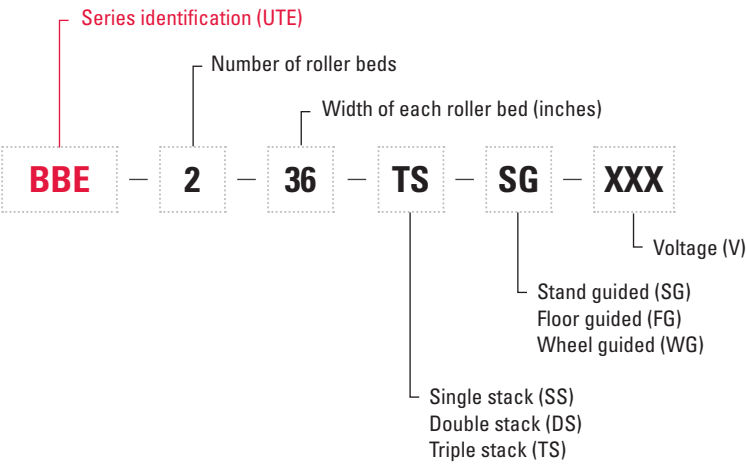 Series identification (UTE)
Number of roller beds
Width of each roller bed (inches)
BBE – 2 – 36 – TS – SG – XXX
Voltage (V)
Stand guided (SG)
Floor guided (FG)
Wheel guided (WG)
Single stack (SS)
Double stack (DS)
Triple stack (TS)